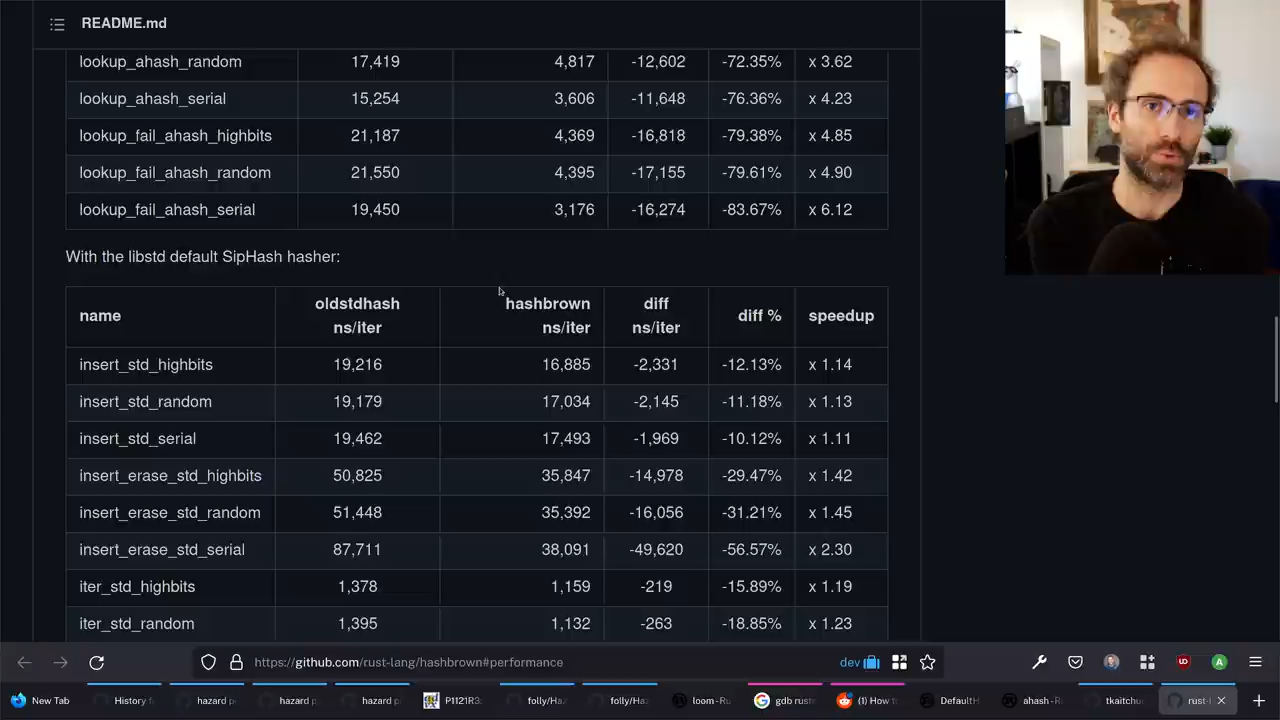 README.md
lookup_ahash_random 17,419 4,817 -12,602 -72.35% x 3.62
lookup_ahash_serial 15,254 3,606 -11,648 -76.36% x 4.23
lookup_fail_ahash_highbits 21,187 4,369 -16,818 -79.38% x 4.85
lookup_fail_ahash_random 21,550 4,395 -17,155 -79.61% x 4.90
lookup_fail_ahash_serial 19,450 3,176 -16,274 -83.67% x 6.12
With the libstd default SipHash hasher:
name oldstdhash ns/iter hashbrown ns/iter diff ns/iter diff % speedup
insert_std_highbits 19,216 16,885 -2,331 -12.13% x 1.14
insert_std_random 19,179 17,034 -2,145 -11.18% x 1.13
insert_std_serial 19,462 17,493 -1,969 -10.12% x 1.11
insert_erase_std_highbits 50,825 35,847 -14,978 -29.47% x 1.42
insert_erase_std_random 51,448 35,392 -16,056 -31.21% x 1.45
insert_erase_std_serial 87,711 38,091 -49,620 -56.57% x 2.30
iter_std_highbits 1,378 1,159 -219 -15.89% x 1.19
iter_std_random 1,395 1,132 -263 -18.85% x 1.23
https://github.com/rust-lang/hashbrown#performance dev
New Tab History f hazard p hazard p hazard p P1121R3 folly/Haz folly/Haz loom - Ru gdb rust (1) How to DefaultH ahash - R tkaitchu rust-l